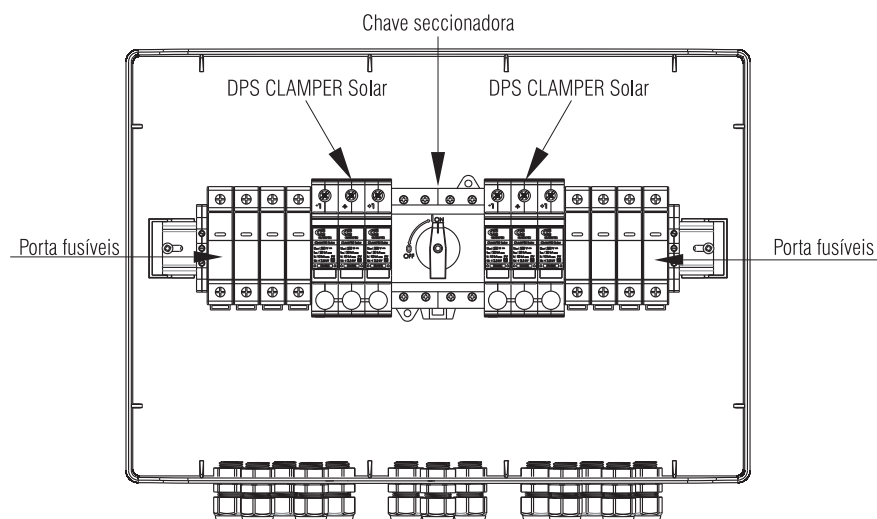 Chave seccionadora
DPS CLAMPER Solar
DPS CLAMPER Solar
Porta fusíveis
Porta fusíveis
ON
OFF